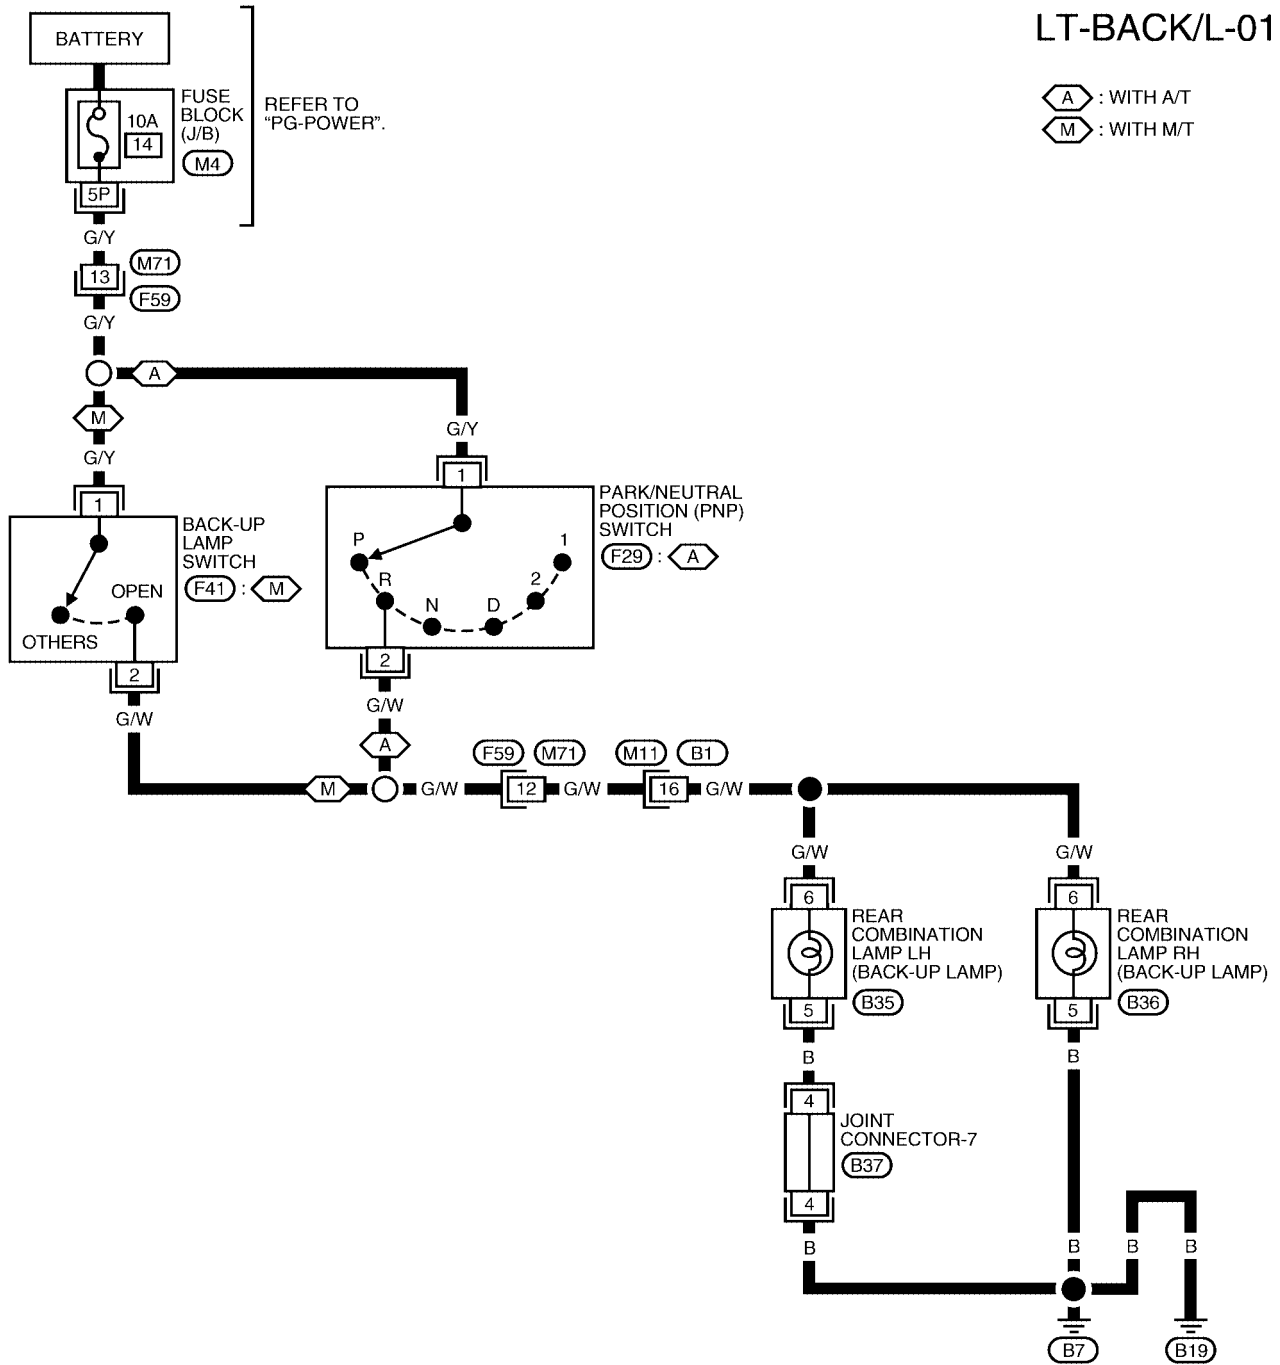 LT-BACK/L-01
A : WITH A/T
M : WITH M/T
BATTERY
FUSE
BLOCK
(J/B)
M4
10A
14
REFER TO
"PG-POWER".
5P
G/Y
13
M71
F59
G/Y
A
M
G/Y
G/Y
1
1
BACK-UP
LAMP
SWITCH
F41 : M
OPEN
OTHERS
2
G/W
PARK/NEUTRAL
POSITION (PNP)
SWITCH
F29 : A
P
R
N
D
2
1
2
G/W
A
M
G/W
F59
M71
12
G/W
M11
B1
16
G/W
G/W
G/W
6
6
REAR
COMBINATION
LAMP LH
(BACK-UP LAMP)
B35
REAR
COMBINATION
LAMP RH
(BACK-UP LAMP)
B36
5
5
B
B
4
JOINT
CONNECTOR-7
B37
4
B
B
B
B
B7
B19